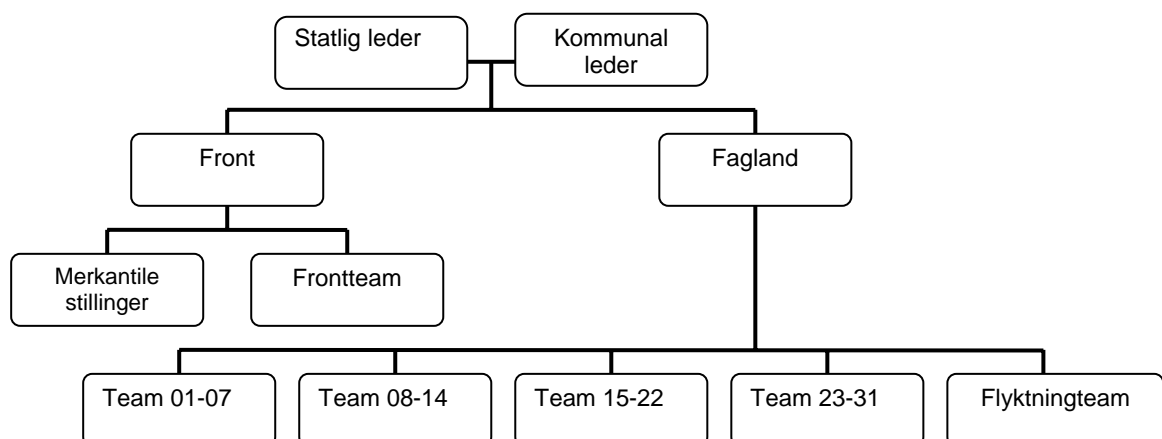 Statlig leder
Kommunal
leder
Front
Fagland
Merkantile
stillinger
Frontteam
Team 01-07
Team 08-14
Team 15-22
Team 23-31
Flyktningteam